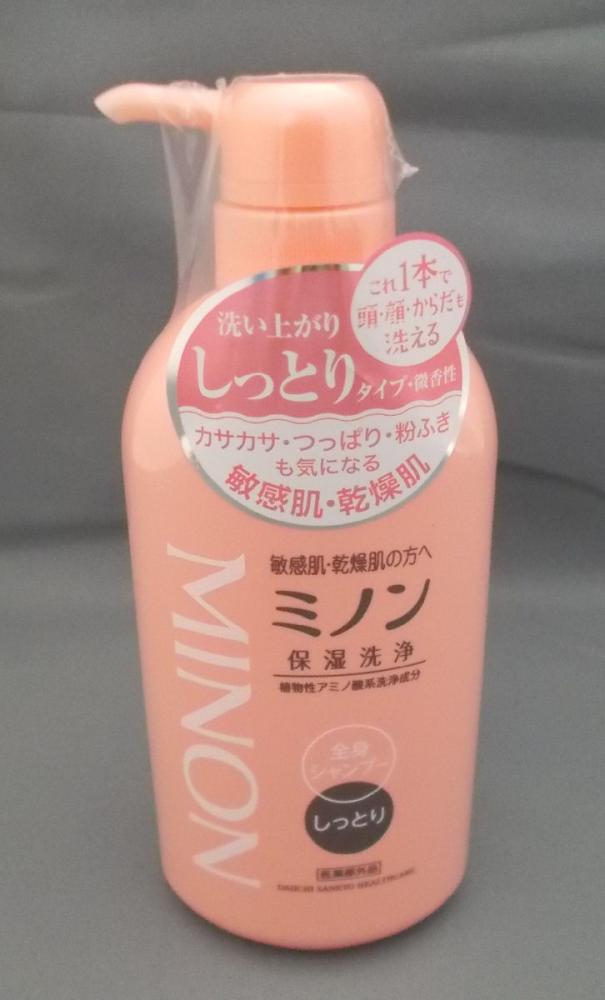 これ1本で
頭・顔・からだも
洗える
洗い上がり
しっとりタイプ・微香性
カサカサ・つっぱり・粉ふき
も気になる
敏感肌・乾燥肌
敏感肌・乾燥肌の方へ
ミノン
保湿洗浄
植物性アミノ酸系洗浄成分
MINON
全身
シャンプー
しっとり
医薬部外品
DAIICHI SANKYO HEALTHCARE